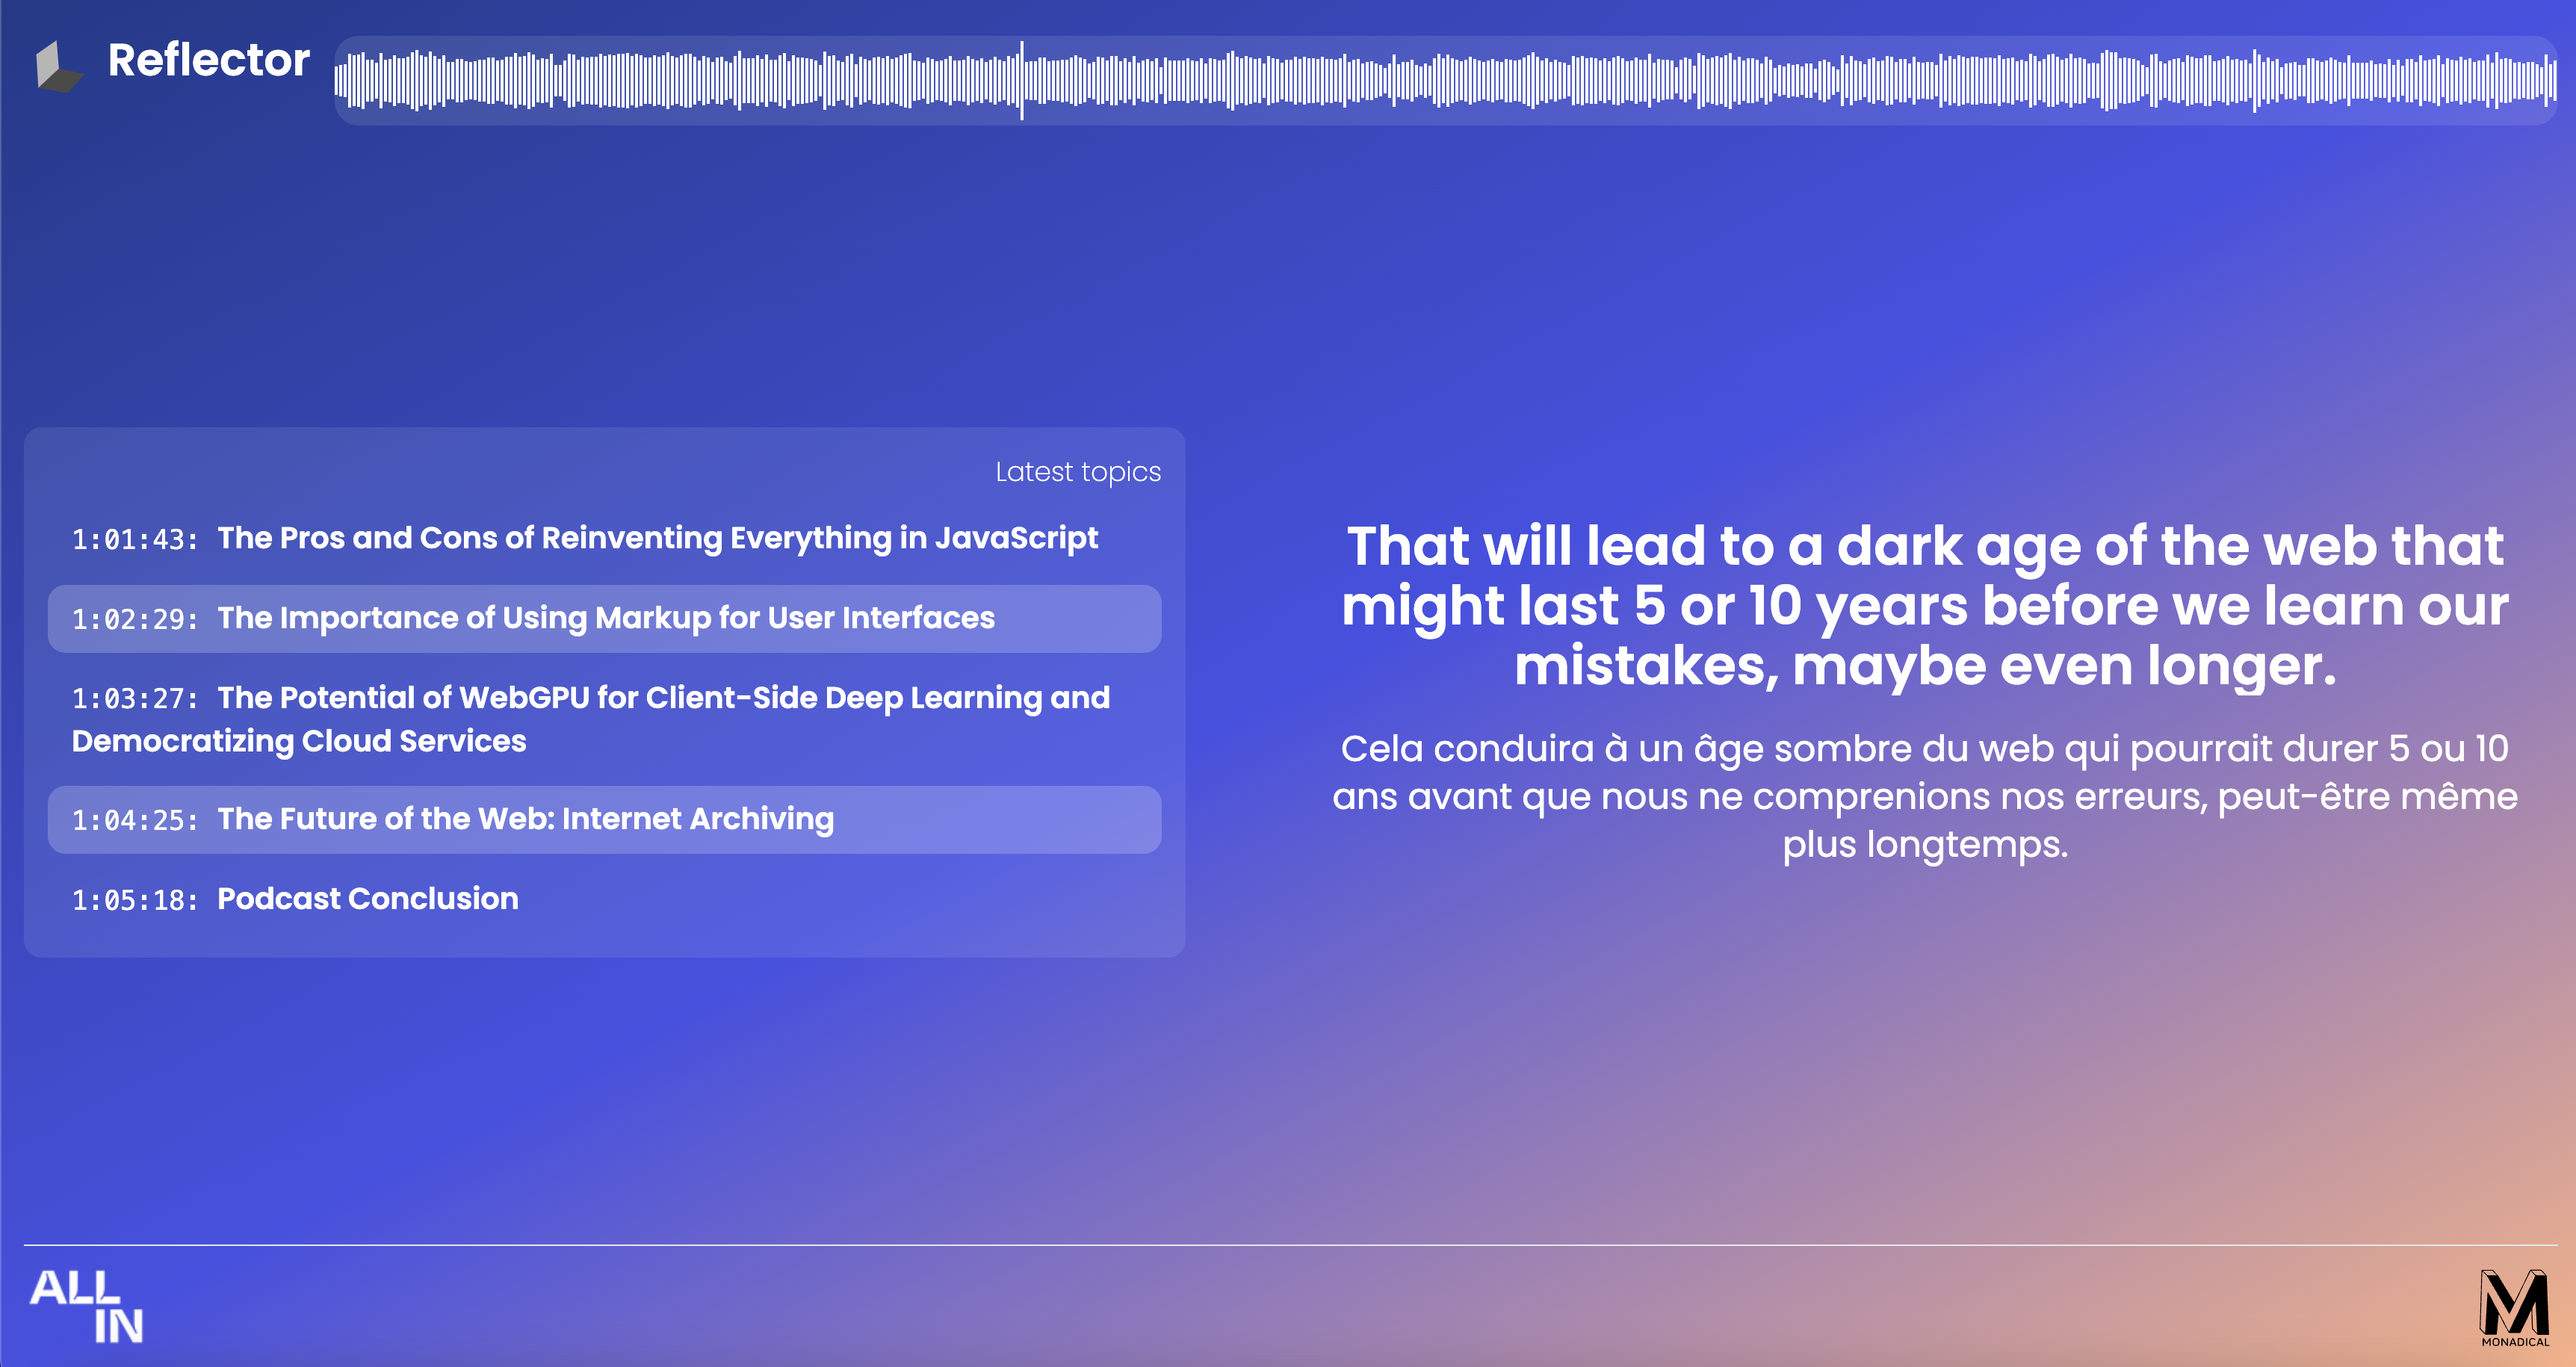 Reflector
Latest topics
1:01:43: The Pros and Cons of Reinventing Everything in JavaScript
1:02:29: The Importance of Using Markup for User Interfaces
1:03:27: The Potential of WebGPU for Client-Side Deep Learning and
Democratizing Cloud Services
1:04:25: The Future of the Web: Internet Archiving
1:05:18: Podcast Conclusion
That will lead to a dark age of the web that
might last 5 or 10 years before we learn our
mistakes, maybe even longer.
Cela conduira à un âge sombre du web qui pourrait durer 5 ou 10
ans avant que nous ne comprenions nos erreurs, peut-être même
plus longtemps.
ALL
IN
M
MONADICAL